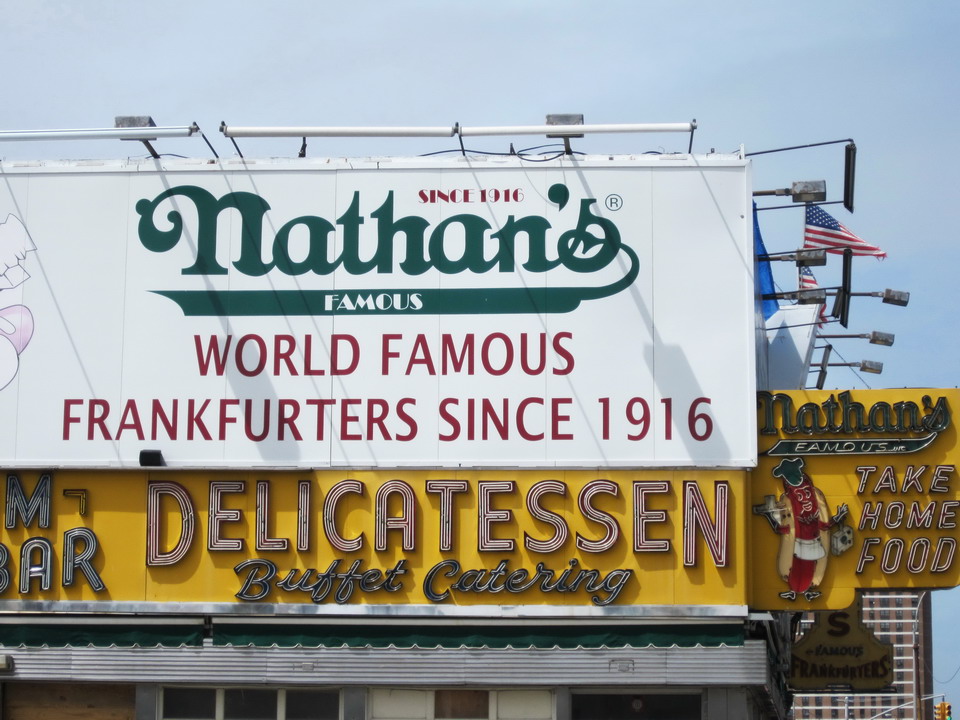 SINCE 1916
Nathan's ®
FAMOUS
WORLD FAMOUS
FRANKFURTERS SINCE 1916
M
BAR
DELICATESSEN
Buffet Catering
Nathan's
FAMOUS
TAKE
HOME
FOOD
S
FAMOUS
FRANKFURTERS